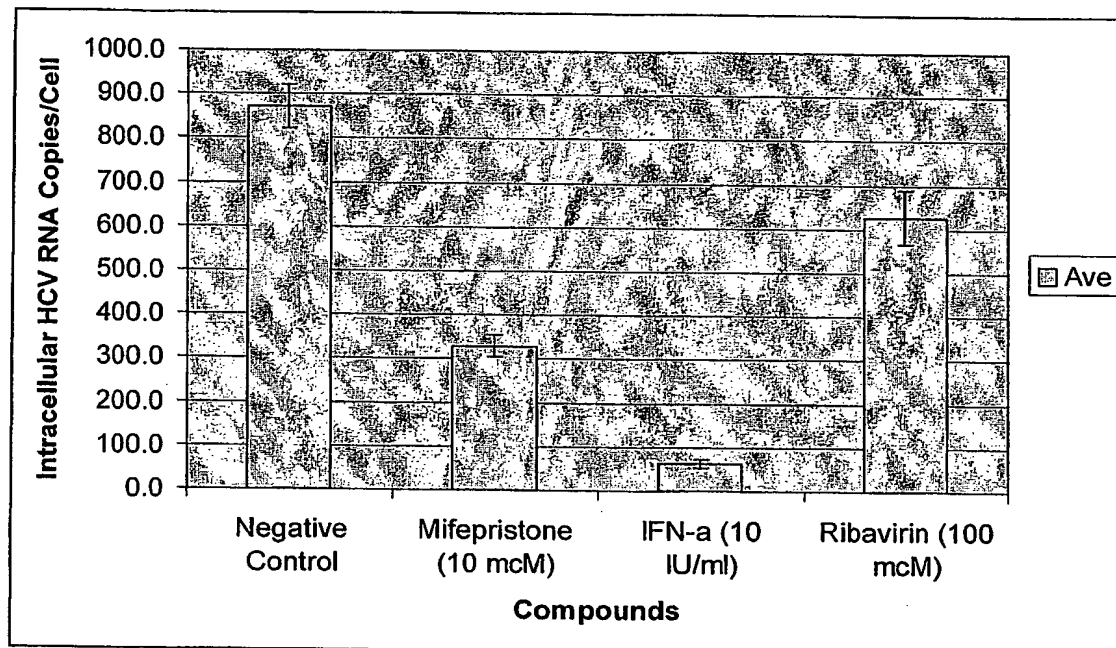 Intracellular HCV RNA Copies/Cell
1000.0
900.0
800.0
700.0
600.0
500.0
400.0
300.0
200.0
100.0
0.0
Negative
Control
Mifepristone
(10 mcM)
IFN-a (10
IU/ml)
Ribavirin (100
mcM)
Compounds
Ave